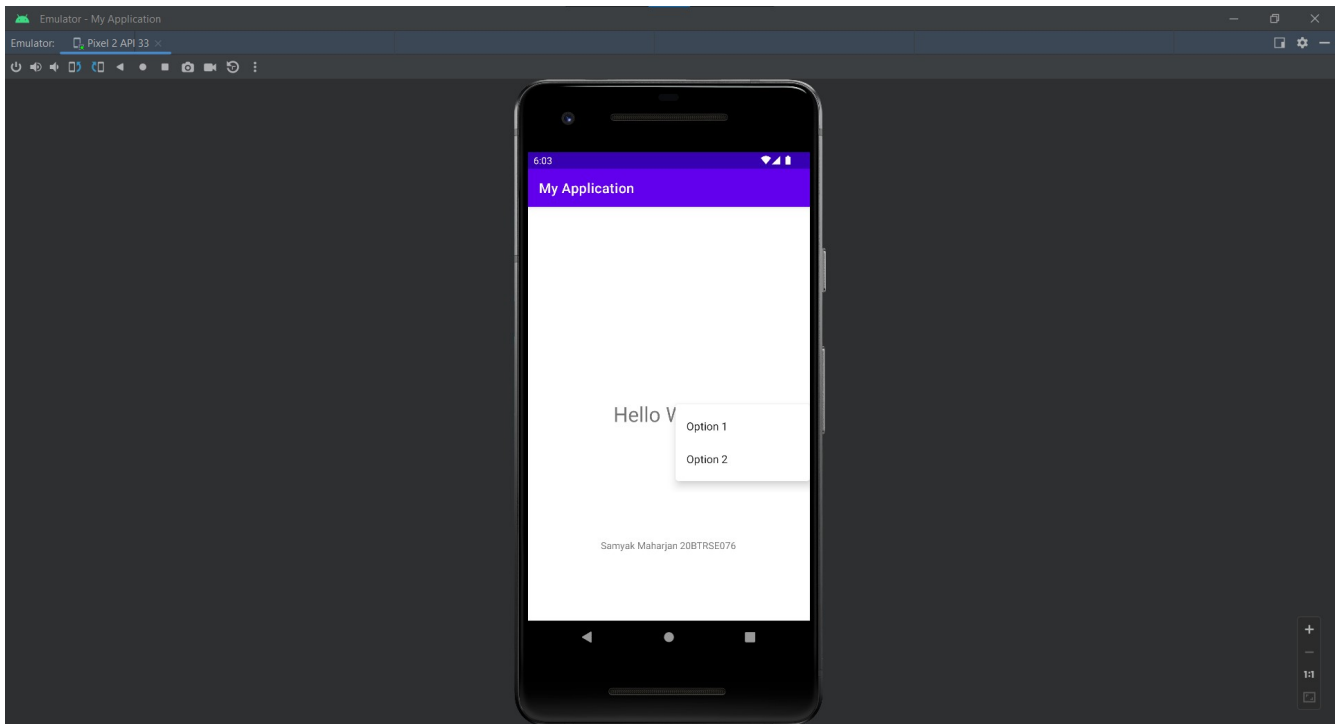 Emulator - My Application
Emulator: Pixel 2 API 33
6:03
My Application
Hello W
Option 1
Option 2
Samyak Maharjan 20BTRSE076
1:1